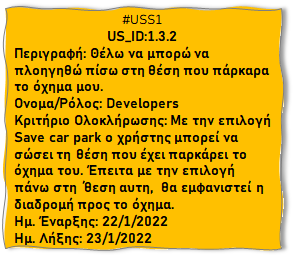 #USS1
US_ID:1.3.2
Περιγραφή: Θέλω να μπορώ να
πλοηγηθώ πίσω στη θέση που πάρκαρα
το όχημα μου.
Ονομα/Ρόλος: Developers
Κριτήριο Ολοκλήρωσης: Με την επιλογή
Save car park ο χρήστης μπορεί να
σώσει τη θέση που έχει παρκάρει το
όχημα του. Έπειτα με την επιλογή
πάνω στη θέση αυτη, θα εμφανιστεί η
διαδρομή προς το όχημα.
Ημ. Έναρξης: 22/1/2022
Ημ. Λήξης: 23/1/2022